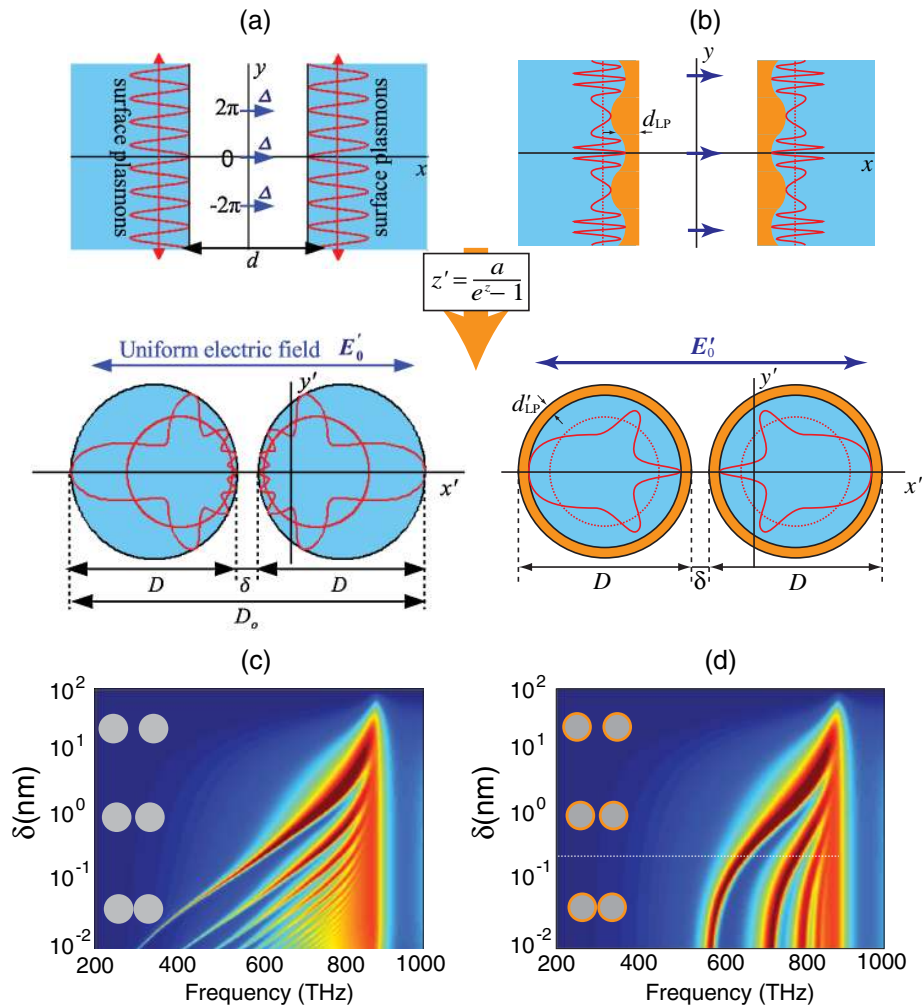 (a)
(b)
y
surface plasmons
2π
Δ
0
Δ
-2π
Δ
x
surface plasmons
d
y
d_LP
x
z' = a / (e^z − 1)
Uniform electric field E_0'
y'
x'
D
δ
D
D_o
E_0'
y'
d'_LP
x'
D
δ
D
(c)
(d)
δ(nm)
10^2
10^1
10^0
10^-1
10^-2
200
400
600
800
1000
Frequency (THz)
δ(nm)
10^2
10^1
10^0
10^-1
10^-2
200
400
600
800
1000
Frequency (THz)